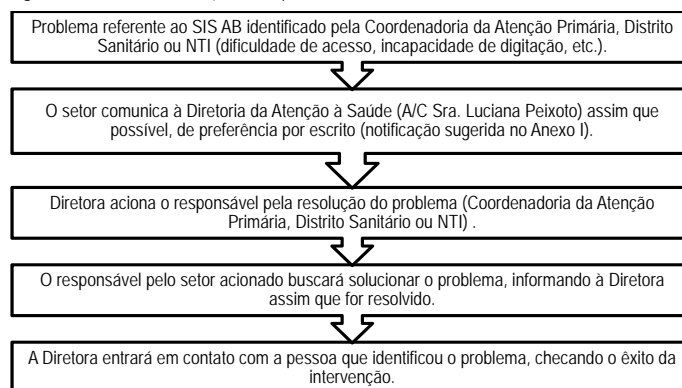 Problema referente ao SIS AB identificado pela Coordenadoria da Atenção Primária, Distrito
Sanitário ou NTI (dificuldade de acesso, incapacidade de digitação, etc.).
O setor comunica à Diretoria da Atenção à Saúde (A/C Sra. Luciana Peixoto) assim que
possível, de preferência por escrito (notificação sugerida no Anexo I).
Diretora aciona o responsável pela resolução do problema (Coordenadoria da Atenção
Primária, Distrito Sanitário ou NTI) .
O responsável pelo setor acionado buscará solucionar o problema, informando à Diretora
assim que for resolvido.
A Diretora entrará em contato com a pessoa que identificou o problema, checando o êxito da
intervenção.